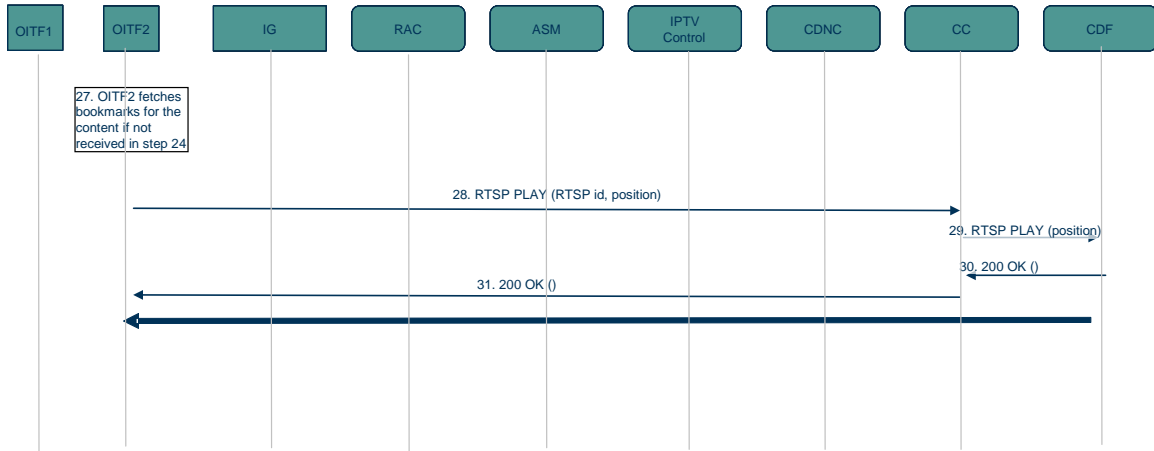 OITF1
OITF2
IG
RAC
ASM
IPTV
Control
CDNC
CC
CDF
27. OITF2 fetches
bookmarks for the
content if not
received in step 24
28. RTSP PLAY (RTSP id, position)
29. RTSP PLAY (position)
30. 200 OK ()
31. 200 OK ()